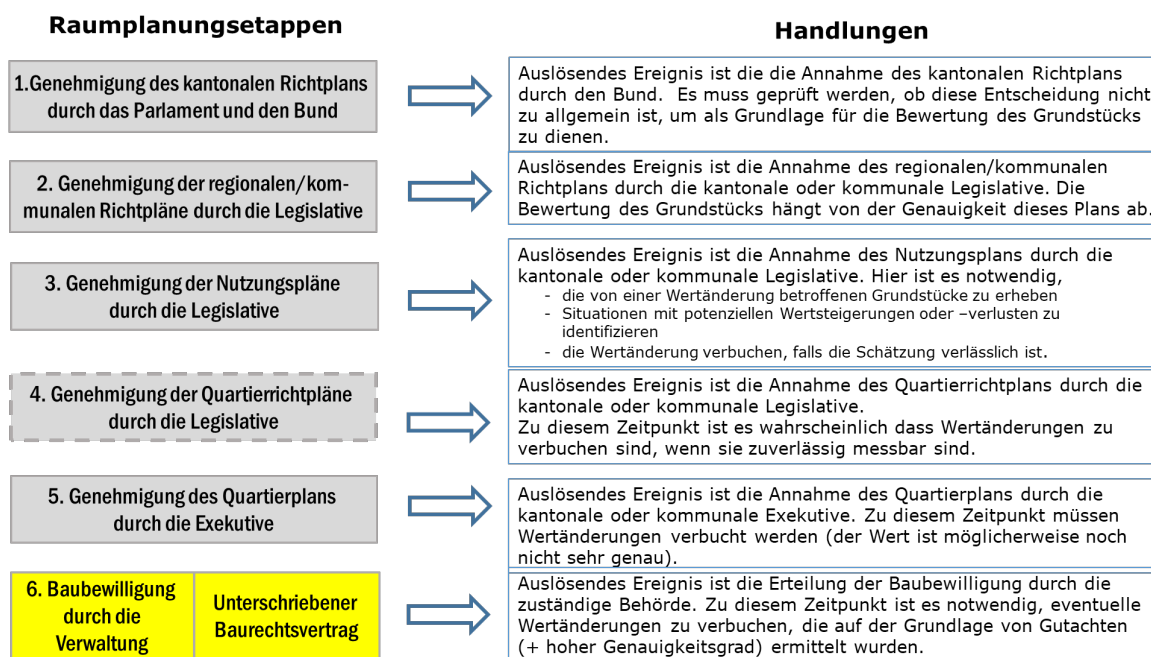 Raumplanungsetappen
Handlungen
1.Genehmigung des kantonalen Richtplans
durch das Parlament und den Bund
Auslösendes Ereignis ist die die Annahme des kantonalen Richtplans
durch den Bund.  Es muss geprüft werden, ob diese Entscheidung nicht
zu allgemein ist, um als Grundlage für die Bewertung des Grundstücks
zu dienen.
2. Genehmigung der regionalen/kom-
munalen Richtpläne durch die Legislative
Auslösendes Ereignis ist die Annahme des regionalen/kommunalen
Richtplans durch die kantonale oder kommunale Legislative. Die
Bewertung des Grundstücks hängt von der Genauigkeit dieses Plans ab.
3. Genehmigung der Nutzungspläne
durch die Legislative
Auslösendes Ereignis ist die Annahme des Nutzungsplans durch die
kantonale oder kommunale Legislative. Hier ist es notwendig,
- die von einer Wertänderung betroffenen Grundstücke zu erheben
- Situationen mit potenziellen Wertsteigerungen oder –verlusten zu
identifizieren
- die Wertänderung verbuchen, falls die Schätzung verlässlich ist.
4. Genehmigung der Quartierrichtpläne
durch die Legislative
Auslösendes Ereignis ist die Annahme des Quartierrichtplans durch die
kantonale oder kommunale Legislative.
Zu diesem Zeitpunkt ist es wahrscheinlich dass Wertänderungen zu
verbuchen sind, wenn sie zuverlässig messbar sind.
5. Genehmigung des Quartierplans
durch die Exekutive
Auslösendes Ereignis ist die Annahme des Quartierplans durch die
kantonale oder kommunale Exekutive. Zu diesem Zeitpunkt müssen
Wertänderungen verbucht werden (der Wert ist möglicherweise noch
nicht sehr genau).
6. Baubewilligung
durch die
Verwaltung
Unterschriebener
Baurechtsvertrag
Auslösendes Ereignis ist die Erteilung der Baubewilligung durch die
zuständige Behörde. Zu diesem Zeitpunkt ist es notwendig, eventuelle
Wertänderungen zu verbuchen, die auf der Grundlage von Gutachten
(+ hoher Genauigkeitsgrad) ermittelt wurden.